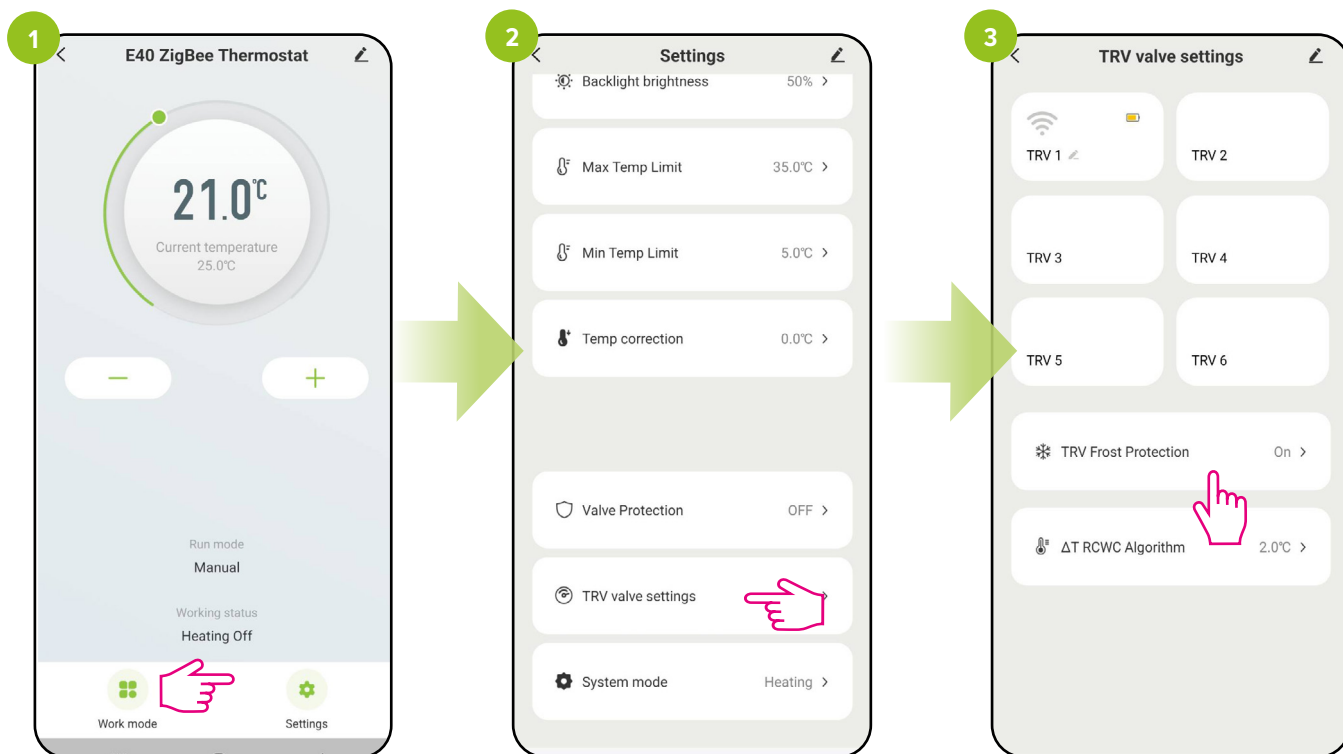 1
E40 ZigBee Thermostat
21.0℃
Current temperature
25.0℃
Run mode
Manual
Working status
Heating Off
Work mode
Settings
2
Settings
Backlight brightness 50%
Max Temp Limit 35.0℃
Min Temp Limit 5.0℃
Temp correction 0.0℃
Valve Protection OFF
TRV valve settings
System mode Heating
3
TRV valve settings
TRV 1 TRV 2
TRV 3 TRV 4
TRV 5 TRV 6
TRV Frost Protection On
ΔT RCWC Algorithm 2.0℃